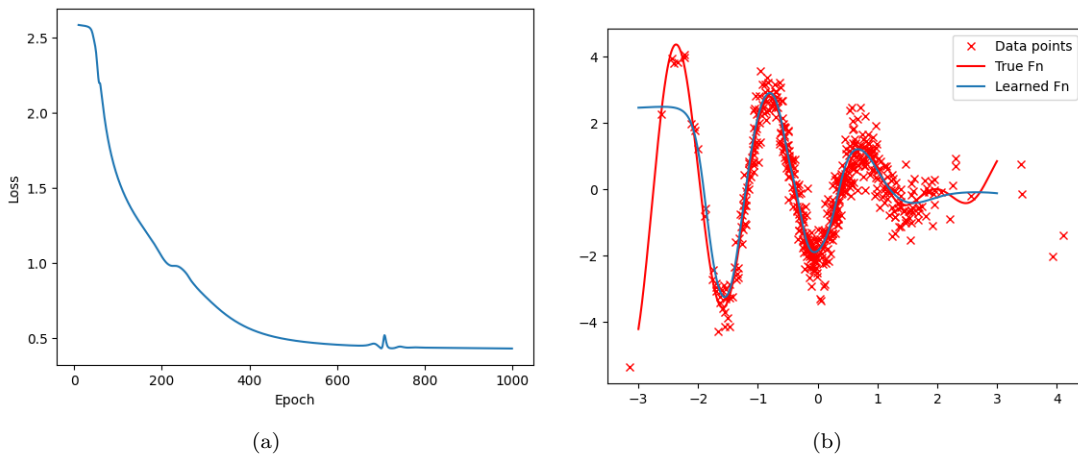 2.5
2.0
1.5
1.0
0.5
Loss
0 200 400 600 800 1000
Epoch
(a)
4
2
0
−2
−4
Data points
True Fn
Learned Fn
−3 −2 −1 0 1 2 3 4
(b)